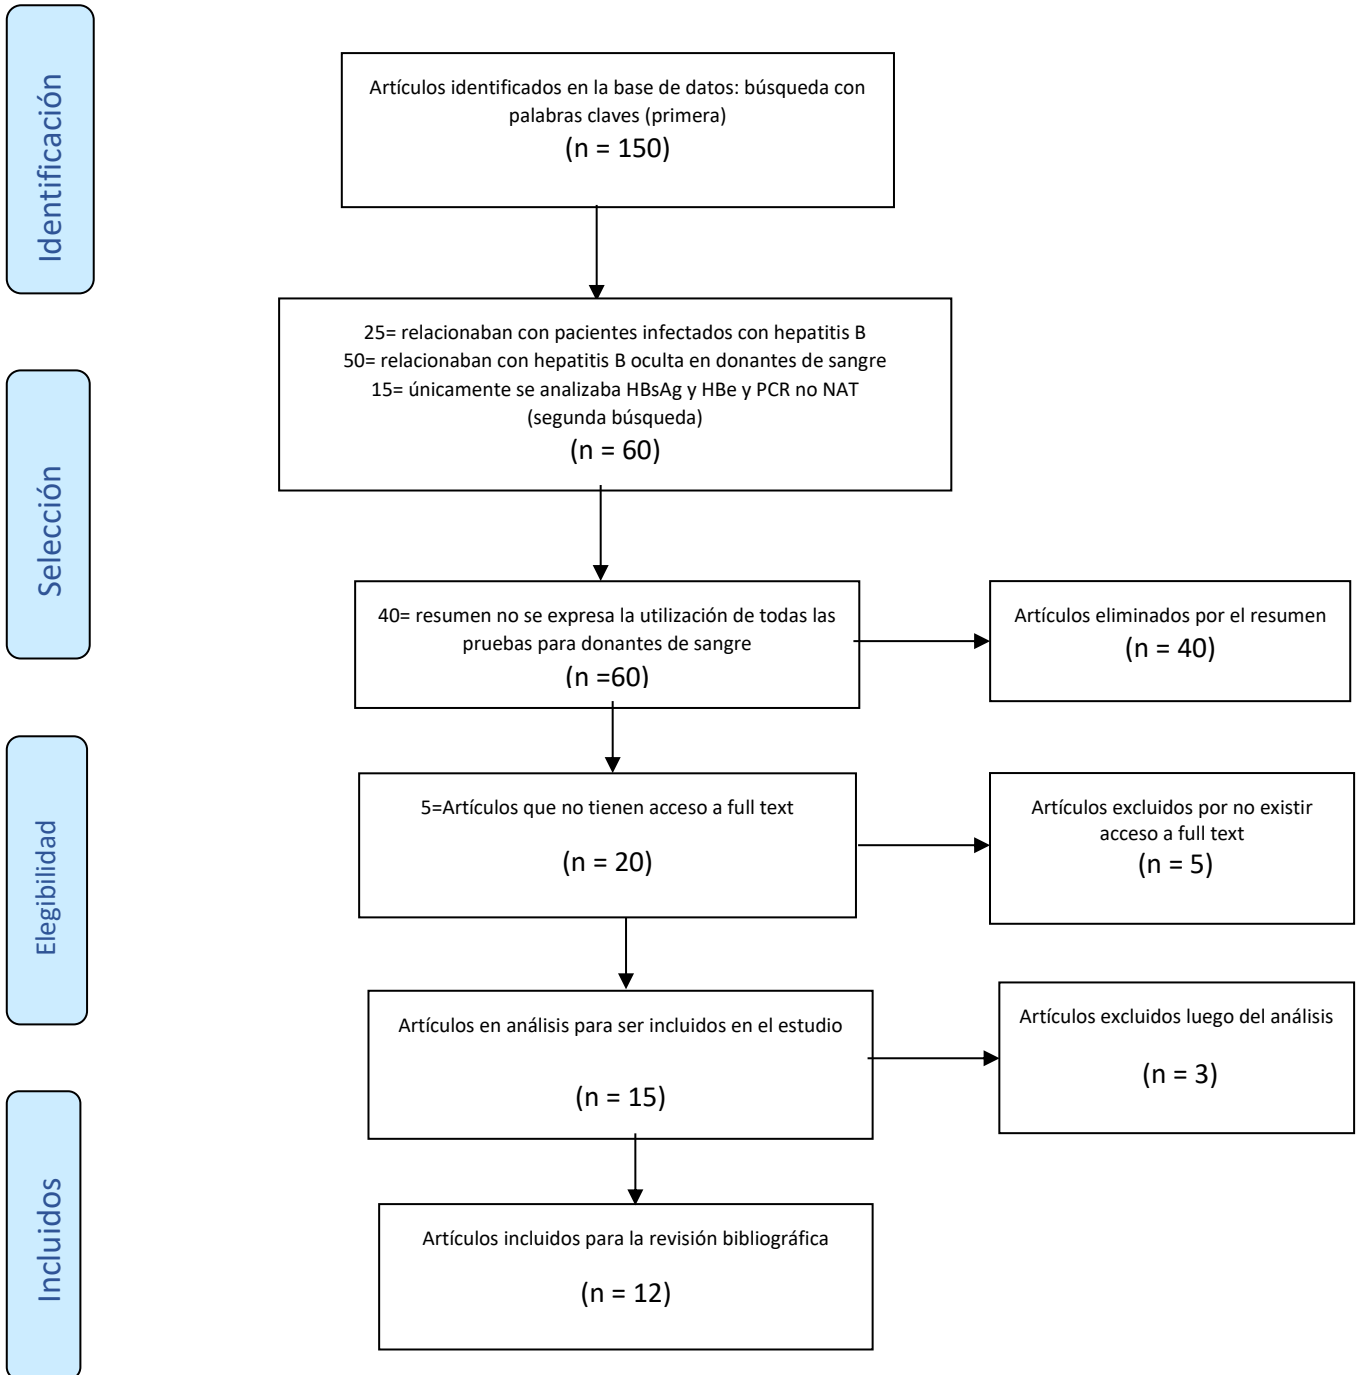 Identificación
Artículos identificados en la base de datos: búsqueda con
palabras claves (primera)
(n = 150)
25= relacionaban con pacientes infectados con hepatitis B
50= relacionaban con hepatitis B oculta en donantes de sangre
15= únicamente se analizaba HBsAg y HBe y PCR no NAT
(segunda búsqueda)
(n = 60)
Selección
40= resumen no se expresa la utilización de todas las
pruebas para donantes de sangre
(n =60)
Artículos eliminados por el resumen
(n = 40)
Elegibilidad
5=Artículos que no tienen acceso a full text
(n = 20)
Artículos excluidos por no existir
acceso a full text
(n = 5)
Artículos en análisis para ser incluidos en el estudio
(n = 15)
Artículos excluidos luego del análisis
(n = 3)
Incluidos
Artículos incluidos para la revisión bibliográfica
(n = 12)